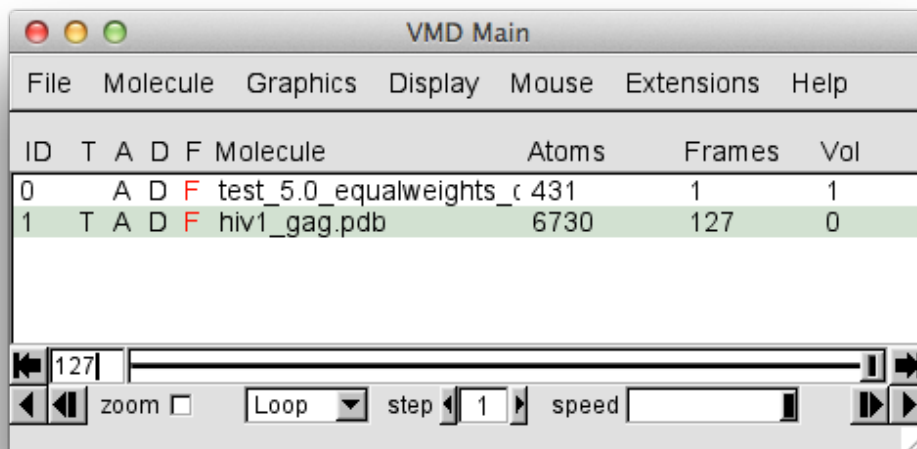 VMD Main
File Molecule Graphics Display Mouse Extensions Help
ID T A D F Molecule Atoms Frames Vol
0 A D F test_5.0_equalweights_ 431 1 1
1 T A D F hiv1_gag.pdb 6730 127 0
127
zoom Loop step 1 speed